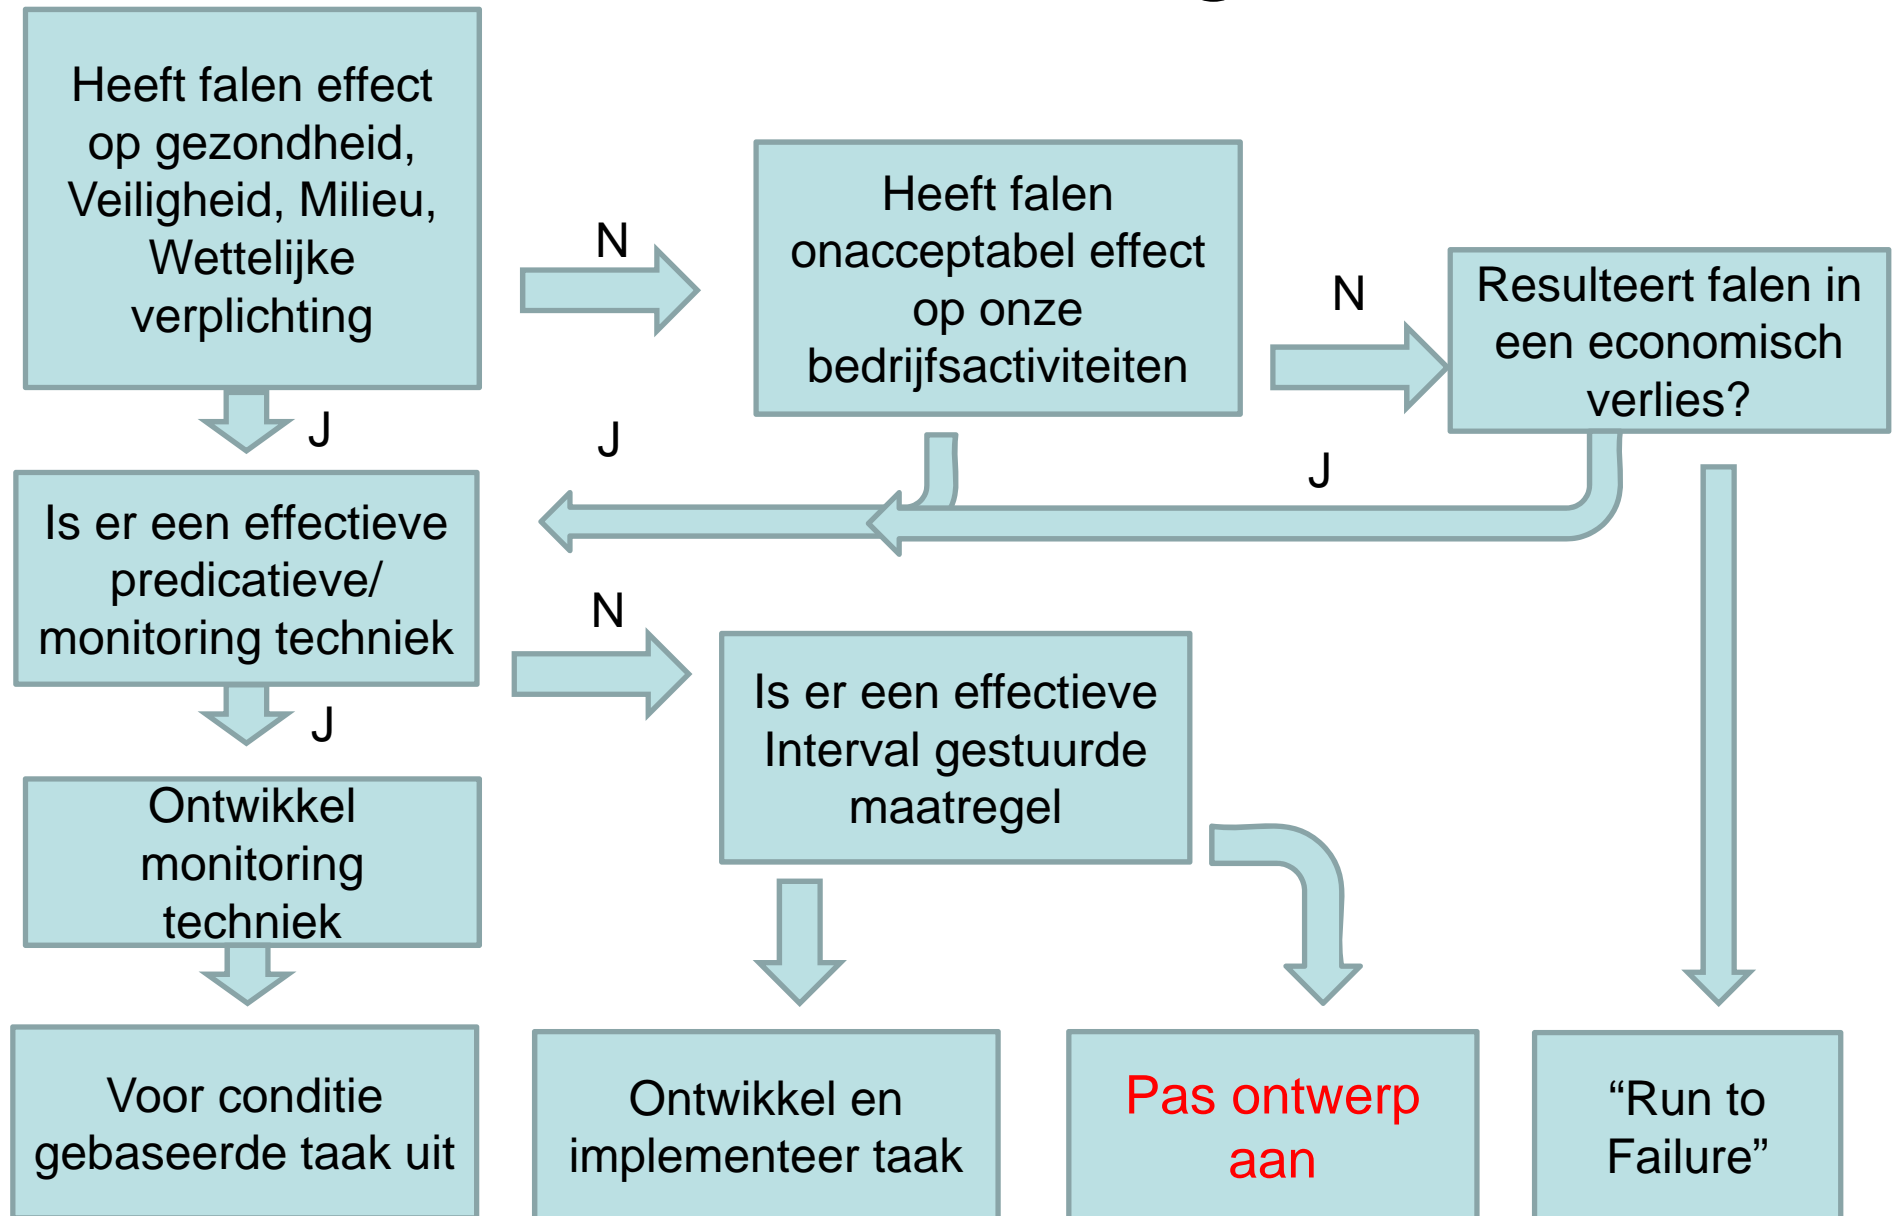 Heeft falen effect
op gezondheid,
Veiligheid, Milieu,
Wettelijke
verplichting
N
Heeft falen
onacceptabel effect
op onze
bedrijfsactiviteiten
N
Resulteert falen in
een economisch
verlies?
J
J
J
Is er een effectieve
predicatieve/
monitoring techniek
N
Is er een effectieve
Interval gestuurde
maatregel
J
Ontwikkel
monitoring
techniek
Voor conditie
gebaseerde taak uit
Ontwikkel en
implementeer taak
Pas ontwerp
aan
“Run to
Failure”